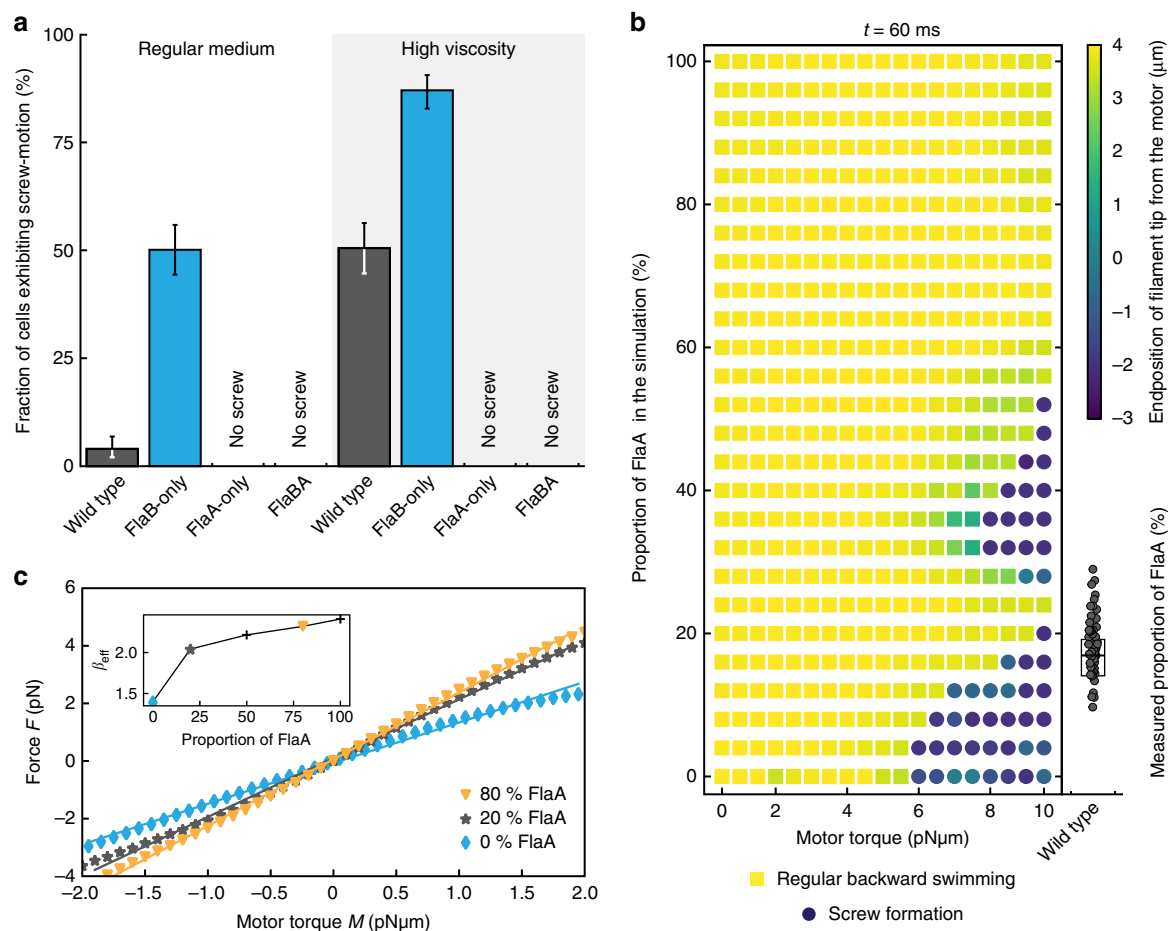 a
Regular medium
High viscosity
Fraction of cells exhibiting screw-motion (%)
100
75
50
25
0
No screw
No screw
No screw
No screw
Wild type
FlaB-only
FlaA-only
FlaBA
Wild type
FlaB-only
FlaA-only
FlaBA
b
t = 60 ms
Proportion of FlaA in the simulation (%)
100
80
60
40
20
0
0
2
4
6
8
10
Motor torque (pNμm)
Wild type
Regular backward swimming
Screw formation
4
3
2
1
0
−1
−2
−3
Endposition of filament tip from the motor (μm)
Measured proportion of FlaA (%)
c
Force F (pN)
6
4
2
0
−2
−4
−2.0
−1.5
−1.0
−0.5
0
0.5
1.0
1.5
2.0
Motor torque M (pNμm)
βeff
2.0
1.5
0
25
50
75
100
Proportion of FlaA
80 % FlaA
20 % FlaA
0 % FlaA